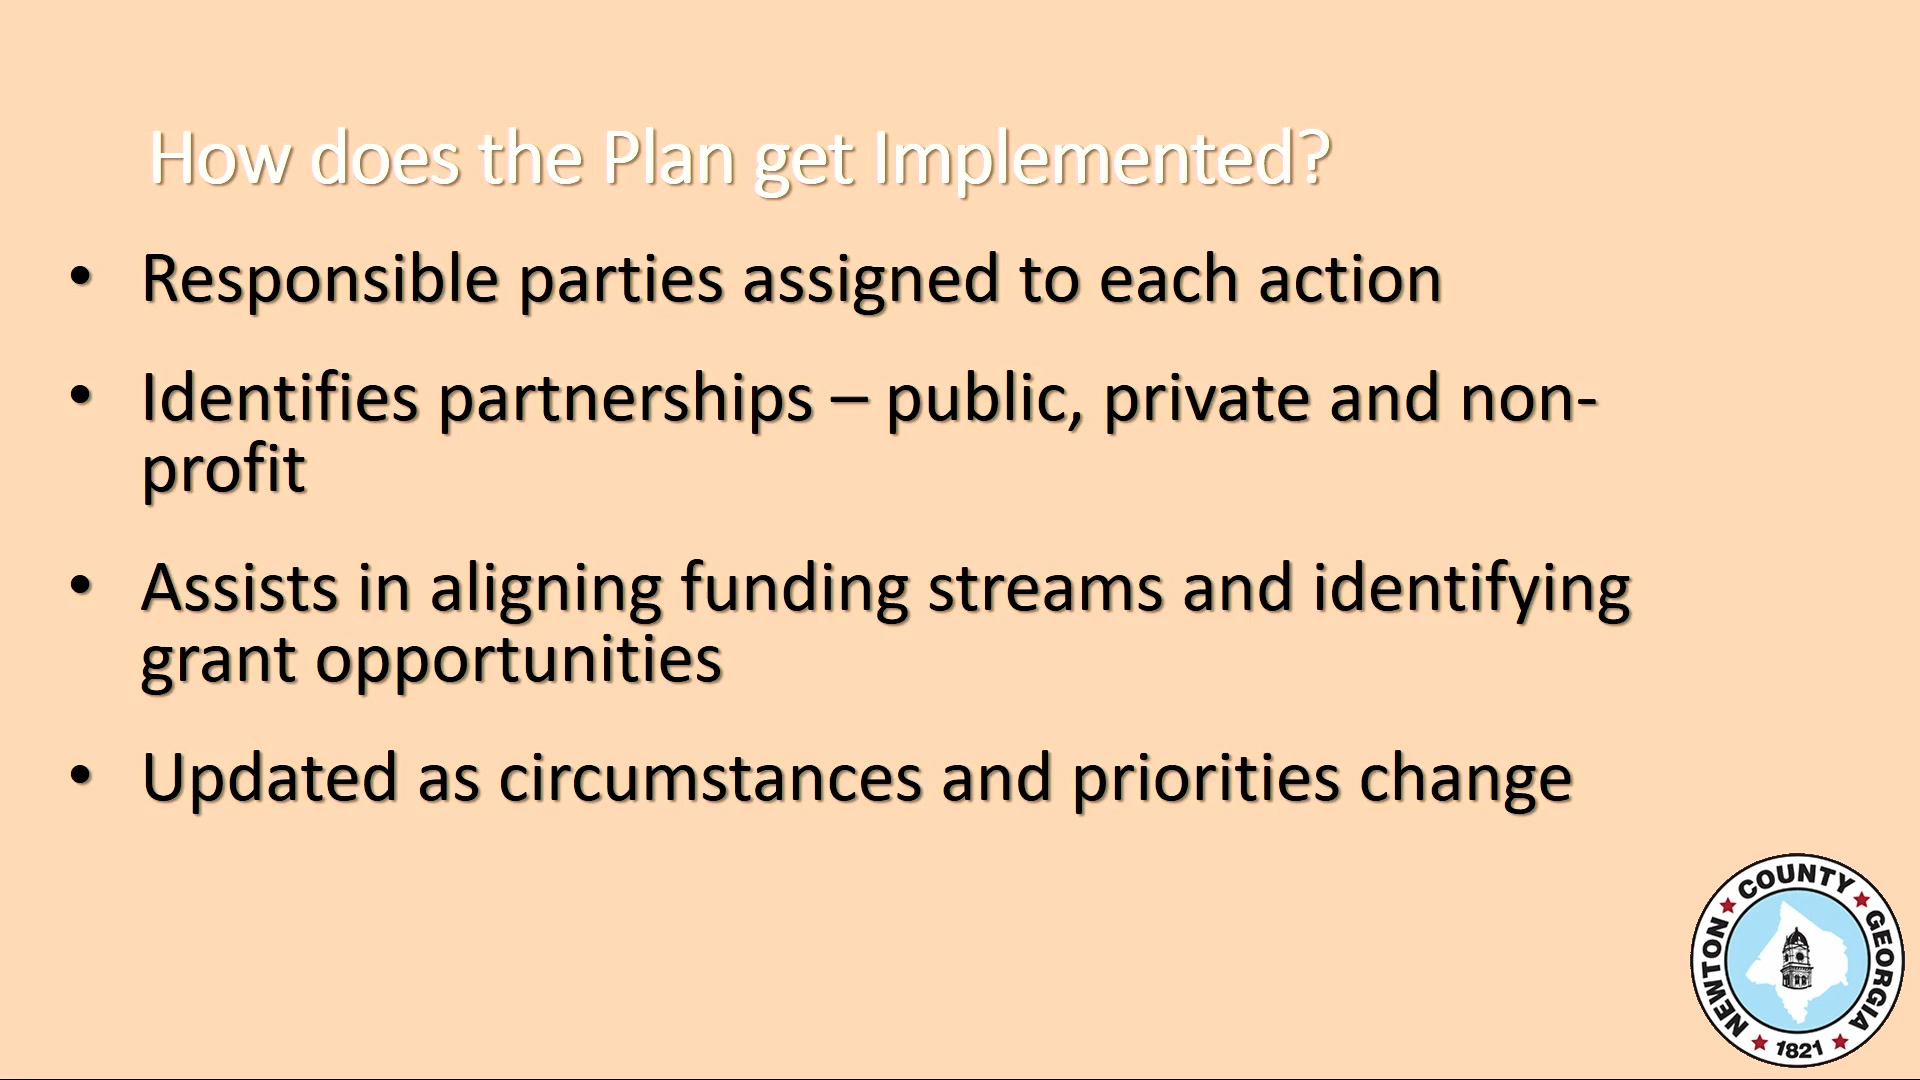 How does the Plan get Implemented?
• Responsible parties assigned to each action
• Identifies partnerships – public, private and non-
profit
• Assists in aligning funding streams and identifying
grant opportunities
• Updated as circumstances and priorities change
NEWTON COUNTY GEORGIA
1821